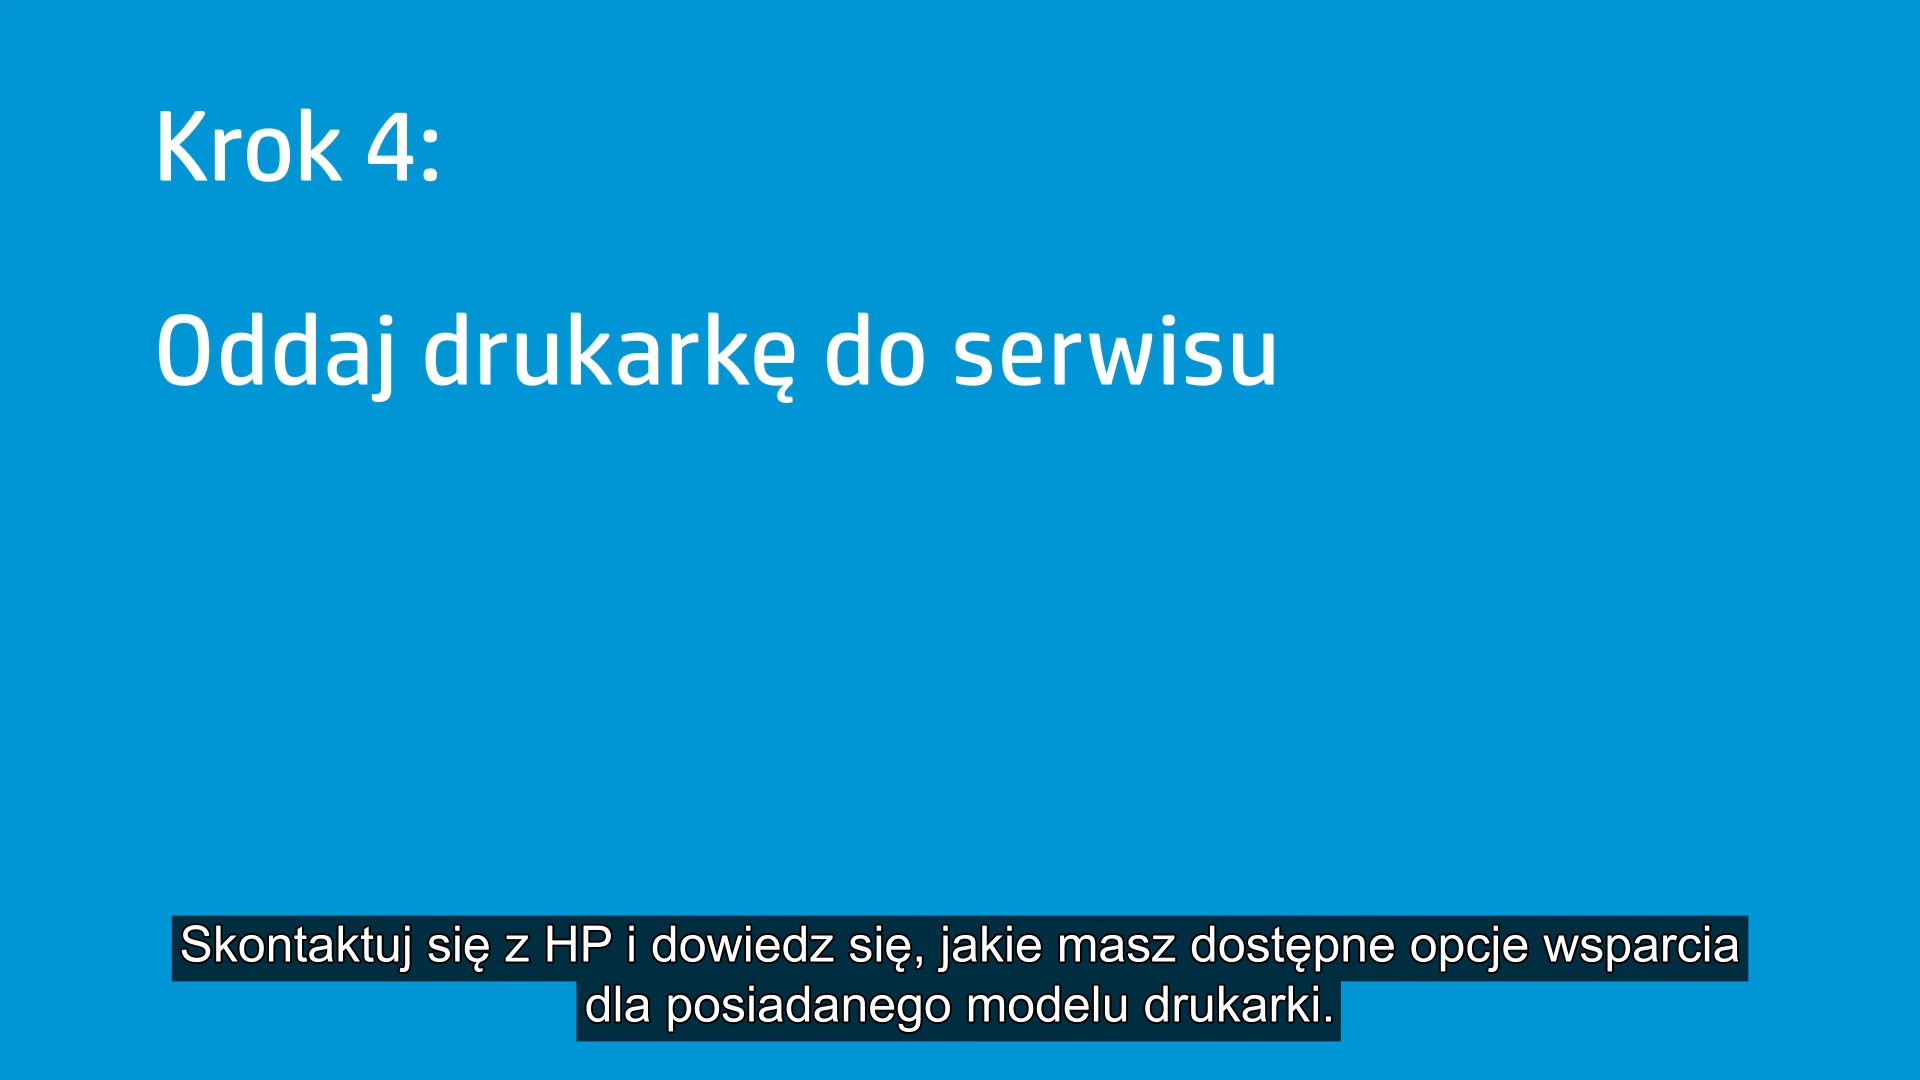 Krok 4:
Oddaj drukarkę do serwisu
Skontaktuj się z HP i dowiedz się, jakie masz dostępne opcje wsparcia
dla posiadanego modelu drukarki.